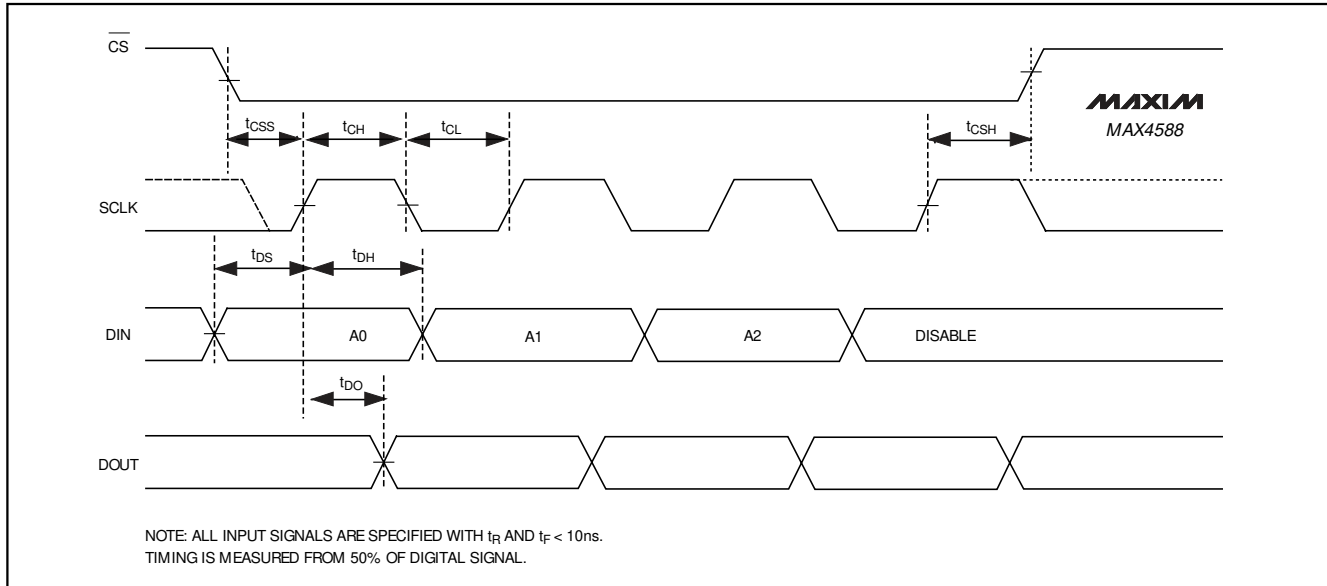 CS
MAXIM
MAX4588
tCSS tCH tCL tCSH
SCLK
tDS tDH
DIN A0 A1 A2 DISABLE
tDO
DOUT
NOTE: ALL INPUT SIGNALS ARE SPECIFIED WITH tR AND tF < 10ns.
TIMING IS MEASURED FROM 50% OF DIGITAL SIGNAL.